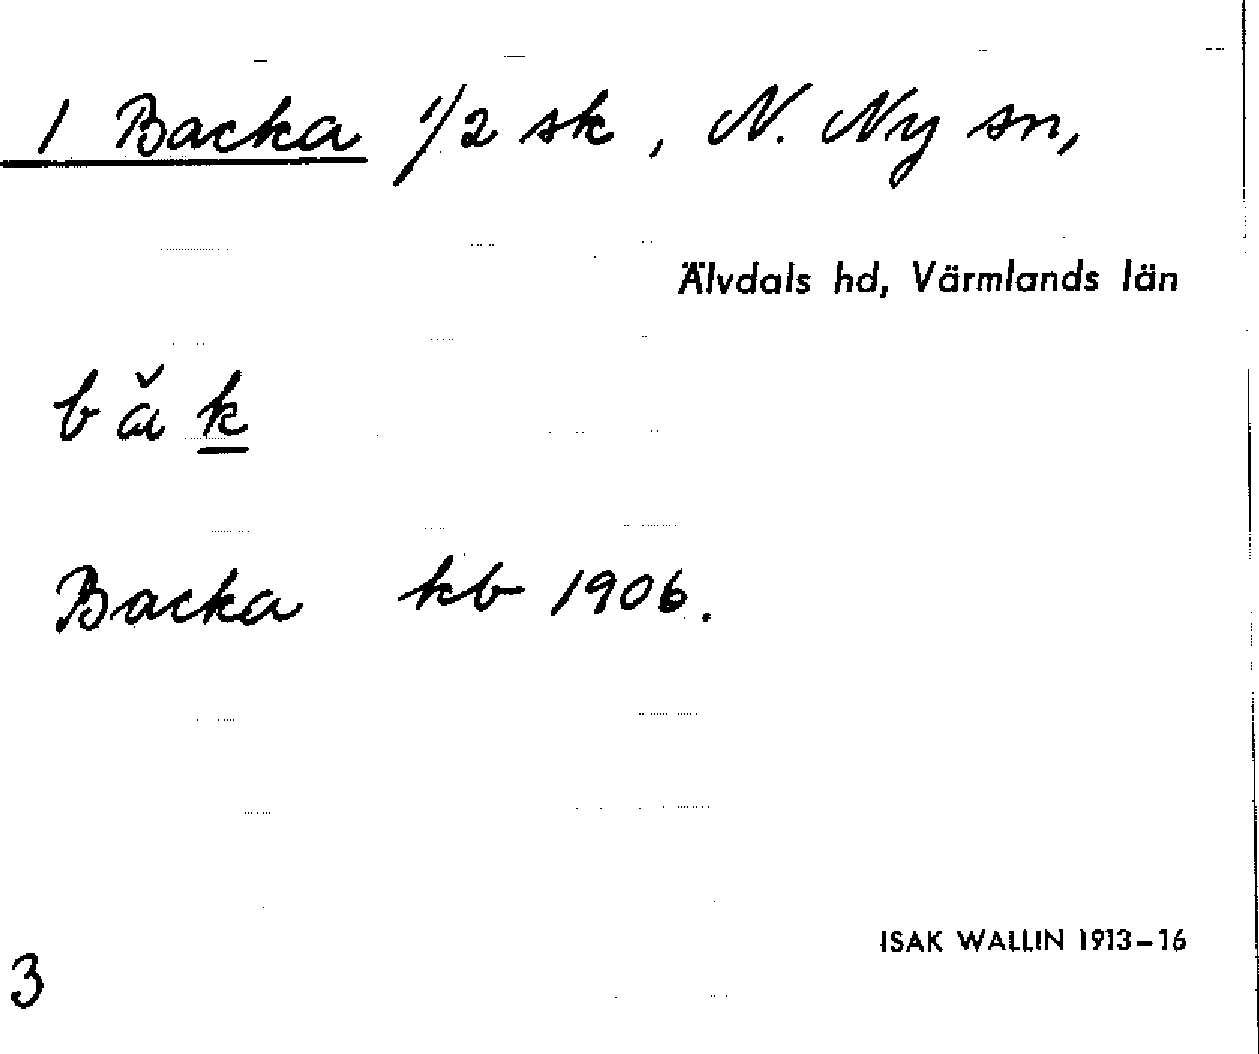 1 Backa 1/2 sk, N. Ny sn,
Älvdals hd, Värmlands län
b ǎ k
Backa kb 1906.
ISAK WALLIN 1913-16
3